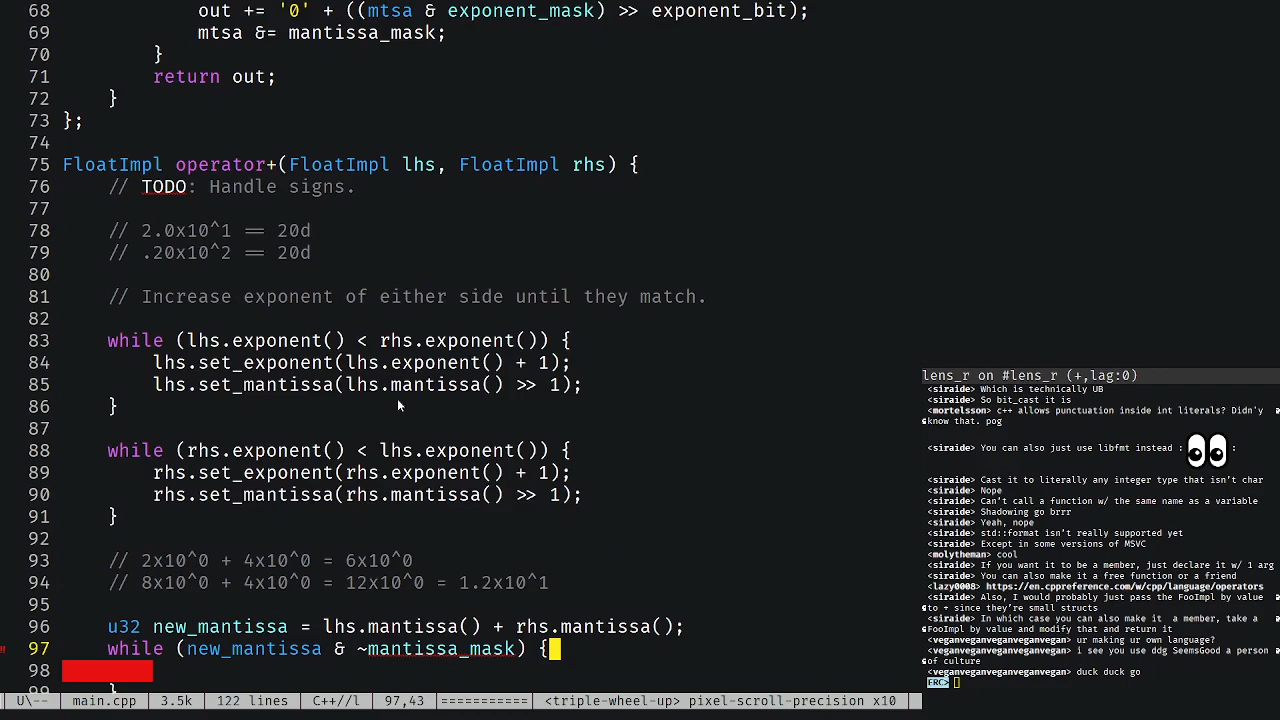 68 out += '0' + ((mtsa & exponent_mask) >> exponent_bit);
69 mtsa &= mantissa_mask;
70 }
71 return out;
72 }
73 };
74
75 FloatImpl operator+(FloatImpl lhs, FloatImpl rhs) {
76 // TODO: Handle signs.
77
78 // 2.0x10^1 == 20d
79 // .20x10^2 == 20d
80
81 // Increase exponent of either side until they match.
82
83 while (lhs.exponent() < rhs.exponent()) {
84 lhs.set_exponent(lhs.exponent() + 1);
85 lhs.set_mantissa(lhs.mantissa() >> 1);
86 }
87
88 while (rhs.exponent() < lhs.exponent()) {
89 rhs.set_exponent(rhs.exponent() + 1);
90 rhs.set_mantissa(rhs.mantissa() >> 1);
91 }
92
93 // 2x10^0 + 4x10^0 = 6x10^0
94 // 8x10^0 + 4x10^0 = 12x10^0 = 1.2x10^1
95
96 u32 new_mantissa = lhs.mantissa() + rhs.mantissa();
97 while (new_mantissa & ~mantissa_mask) {
98
99 }
U\-- main.cpp 3.5k 122 lines C++//l 97,43 =========== <triple-wheel-up> pixel-scroll-precision x10
lens_r on #lens_r (+,lag:0)
<siraide> Which is technically UB
<siraide> So bit_cast it is
<mortelsson> c++ allows punctuation inside int literals? Didn'y
know that. pog
<siraide> You can also just use libfmt instead : :
<siraide> Cast it to literally any integer type that isn't char
<siraide> Nope
<siraide> Can't call a function w/ the same name as a variable
<siraide> Shadowing go brrr
<siraide> Yeah, nope
<siraide> std::format isn't really supported yet
<siraide> Except in some versions of MSVC
<molytheman> cool
<siraide> If you want it to be a member, just declare it w/ 1 arg
<siraide> You can also make it a free function or a friend
<lazy0008> https://en.cppreference.com/w/cpp/language/operators
<siraide> Also, I would probably just pass the FooImpl by value
to + since they're small structs
<siraide> In which case you can also make it  a member, take a
FooImpl by value and modify that and return it
<veganveganveganveganvegan> ur making ur own language?
<veganveganveganveganvegan> i see you use ddg SeemsGood a person
of culture
<veganveganveganveganvegan> duck duck go
ERC>